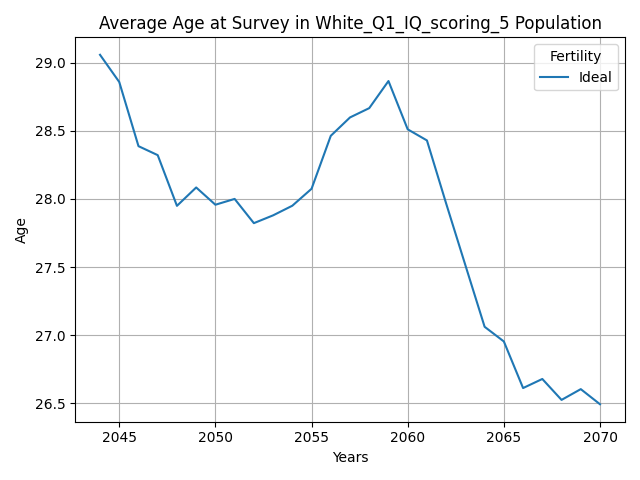 Average Age at Survey in White_Q1_IQ_scoring_5 Population
Fertility
Ideal
29.0
28.5
28.0
27.5
27.0
26.5
Age
2045 2050 2055 2060 2065 2070
Years